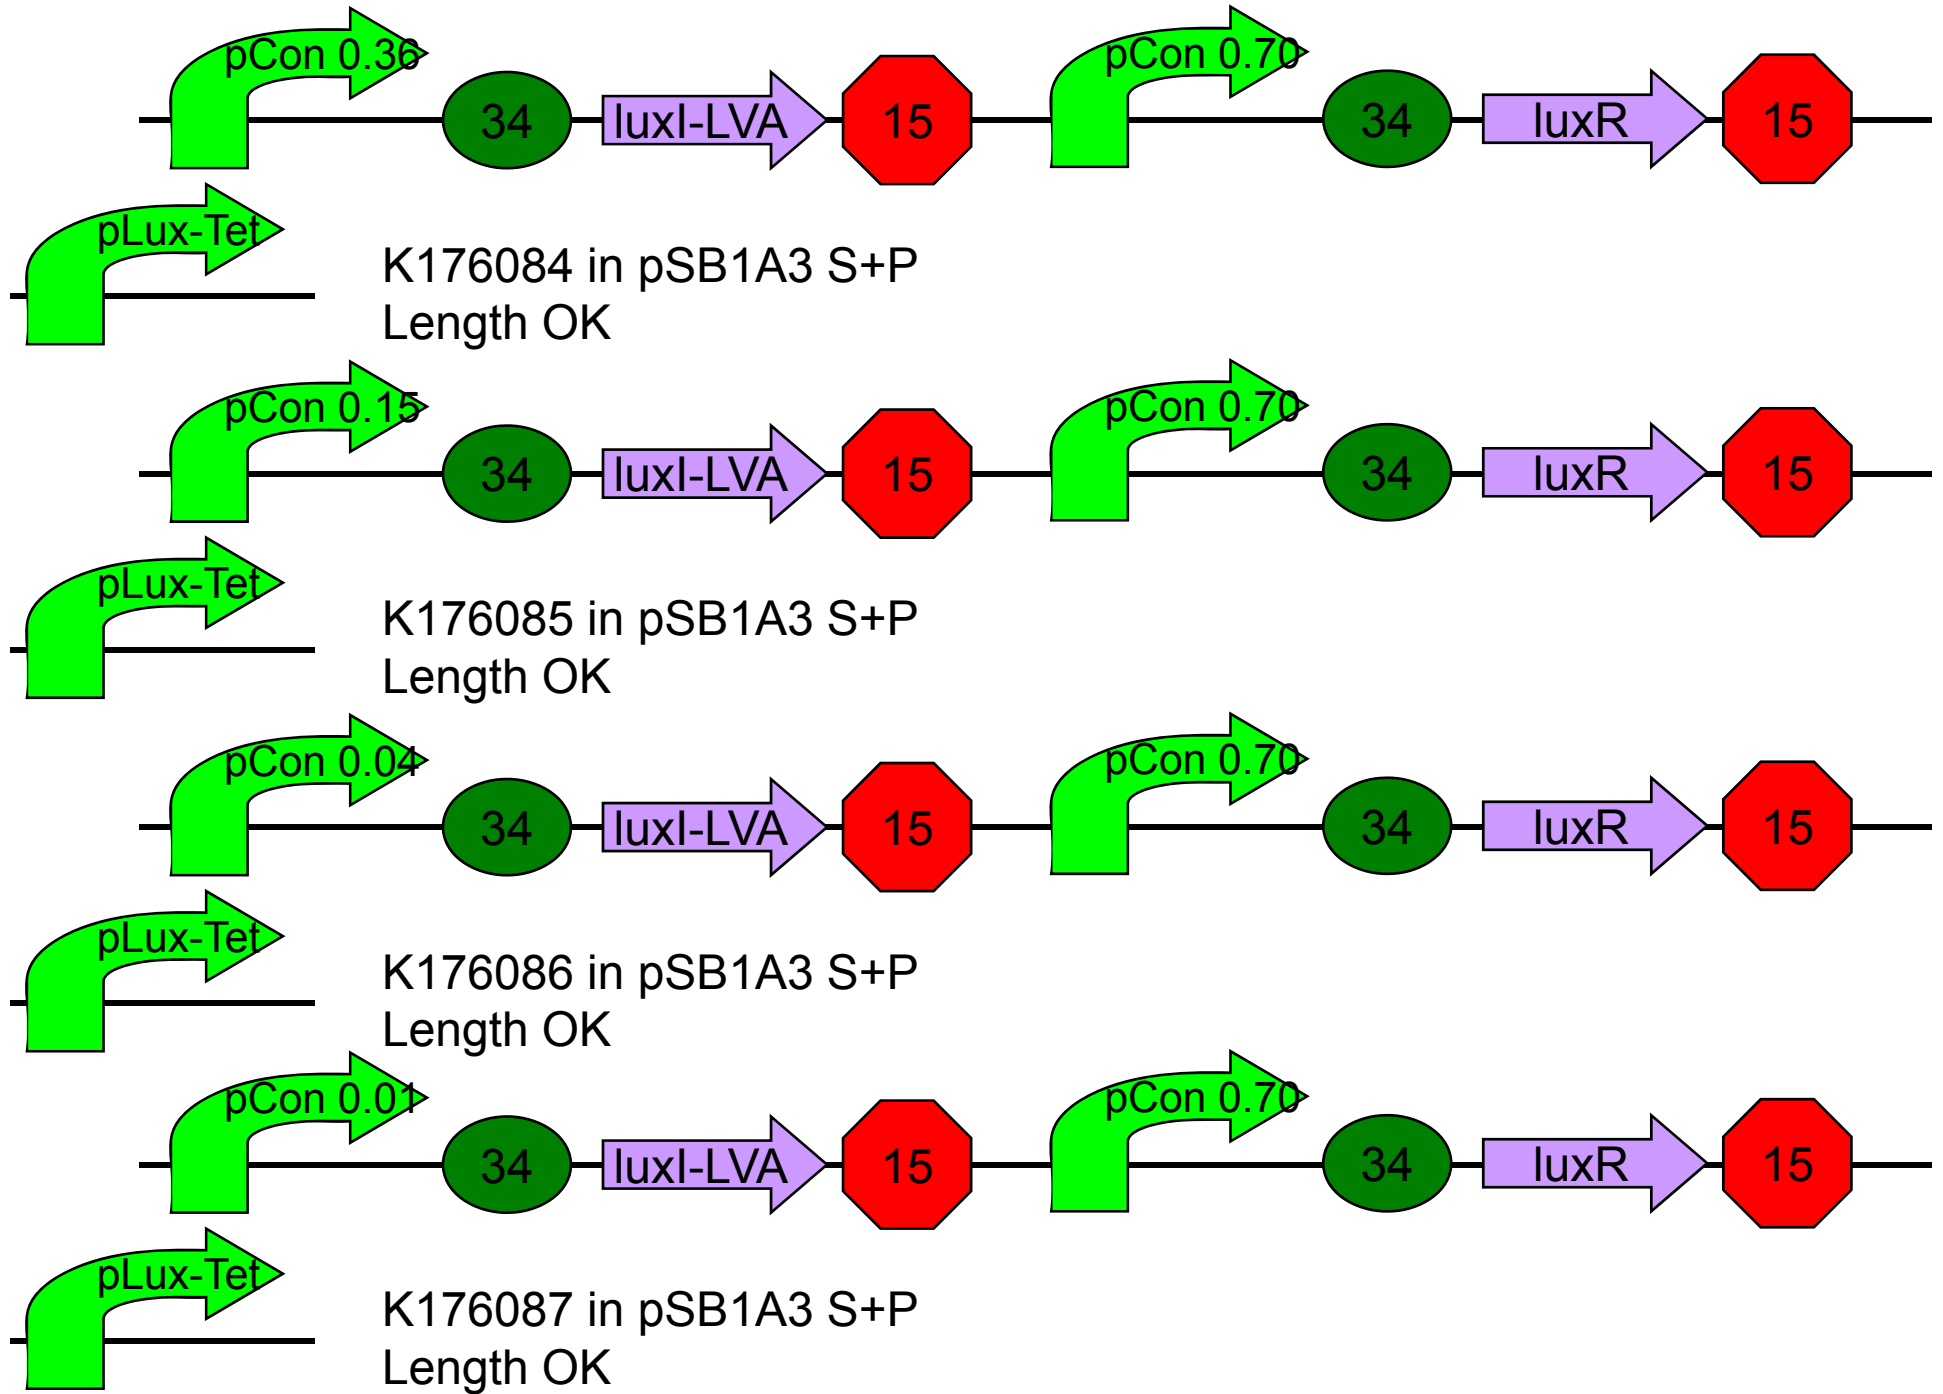 pCon 0.36 34 luxI-LVA 15 pCon 0.70 34 luxR 15
pLux-Tet
K176084 in pSB1A3 S+P
Length OK
pCon 0.15 34 luxI-LVA 15 pCon 0.70 34 luxR 15
pLux-Tet
K176085 in pSB1A3 S+P
Length OK
pCon 0.04 34 luxI-LVA 15 pCon 0.70 34 luxR 15
pLux-Tet
K176086 in pSB1A3 S+P
Length OK
pCon 0.01 34 luxI-LVA 15 pCon 0.70 34 luxR 15
pLux-Tet
K176087 in pSB1A3 S+P
Length OK